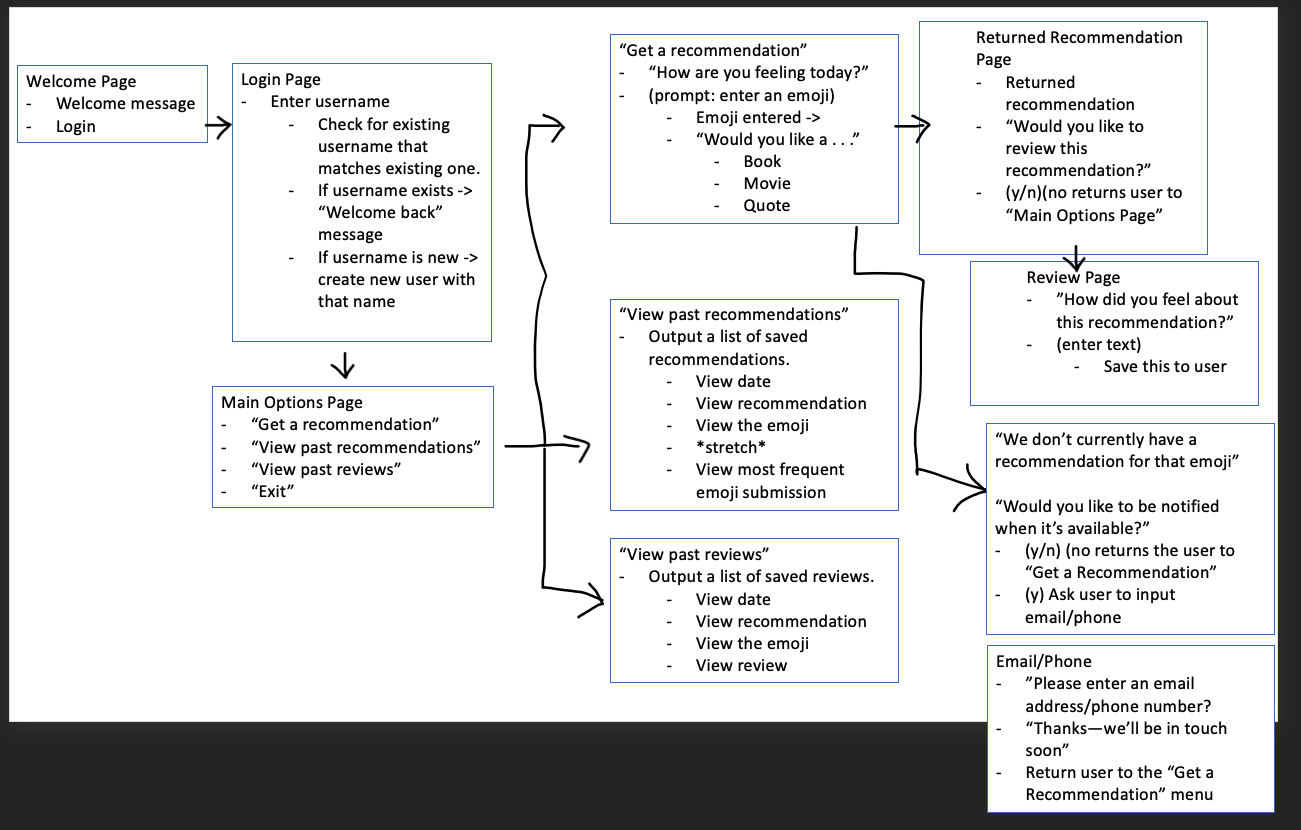 Welcome Page
- Welcome message
- Login
Login Page
- Enter username
- Check for existing
username that
matches existing one.
- If username exists ->
“Welcome back”
message
- If username is new ->
create new user with
that name
Main Options Page
- “Get a recommendation”
- “View past recommendations”
- “View past reviews”
- “Exit”
“Get a recommendation”
- “How are you feeling today?”
- (prompt: enter an emoji)
- Emoji entered ->
- “Would you like a . . .”
- Book
- Movie
- Quote
“View past recommendations”
- Output a list of saved
recommendations.
- View date
- View recommendation
- View the emoji
- *stretch*
- View most frequent
emoji submission
“View past reviews”
- Output a list of saved reviews.
- View date
- View recommendation
- View the emoji
- View review
Returned Recommendation
Page
- Returned
recommendation
- “Would you like to
review this
recommendation?”
- (y/n)(no returns user to
“Main Options Page”
Review Page
- ”How did you feel about
this recommendation?”
- (enter text)
- Save this to user
“We don’t currently have a
recommendation for that emoji”
“Would you like to be notified
when it’s available?”
- (y/n) (no returns the user to
“Get a Recommendation”
- (y) Ask user to input
email/phone
Email/Phone
- ”Please enter an email
address/phone number?
- “Thanks—we’ll be in touch
soon”
- Return user to the “Get a
Recommendation” menu